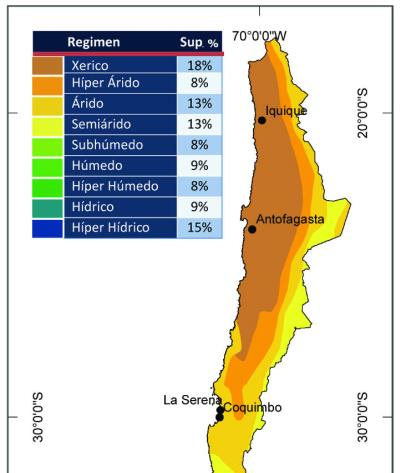 Regimen Sup. %
70°0'0"W
Xerico 18%
Híper Árido 8%
Árido 13%
Semiárido 13%
Subhúmedo 8%
Húmedo 9%
Híper Húmedo 8%
Hídrico 9%
Híper Hídrico 15%
Iquique
20°0'0"S
Antofagasta
La Serena
Coquimbo
30°0'0"S
30°0'0"S